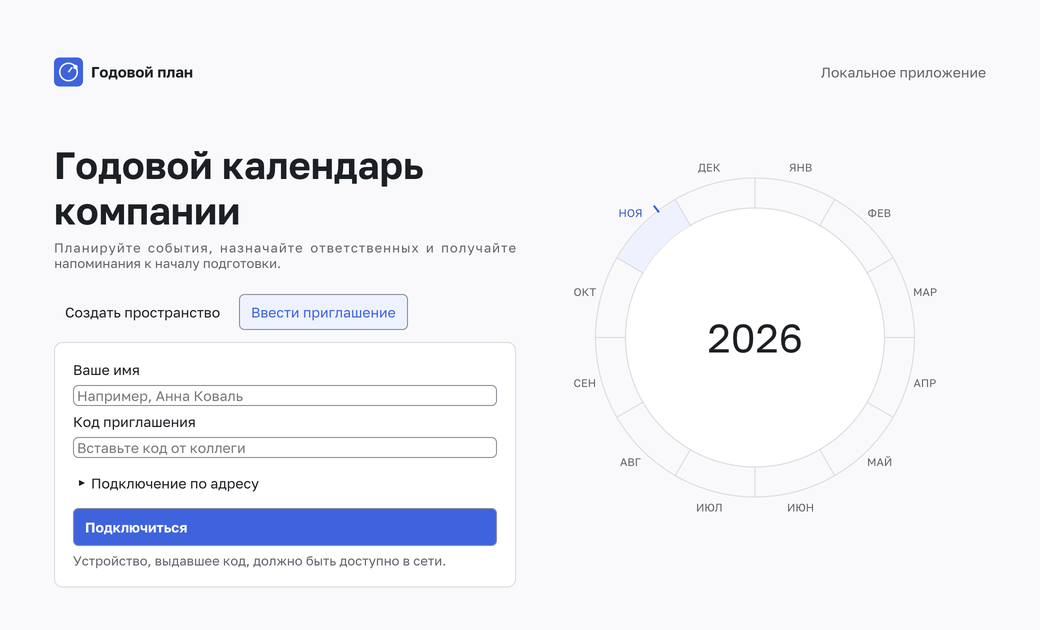 Годовой план
Локальное приложение
Годовой календарь
компании
Планируйте события, назначайте ответственных и получайте
напоминания к началу подготовки.
Создать пространство
Ввести приглашение
Ваше имя
Например, Анна Коваль
Код приглашения
Вставьте код от коллеги
Подключение по адресу
Подключиться
Устройство, выдавшее код, должно быть доступно в сети.
ДЕК
ЯНВ
НОЯ
ФЕВ
ОКТ
МАР
2026
СЕН
АПР
АВГ
МАЙ
ИЮЛ
ИЮН